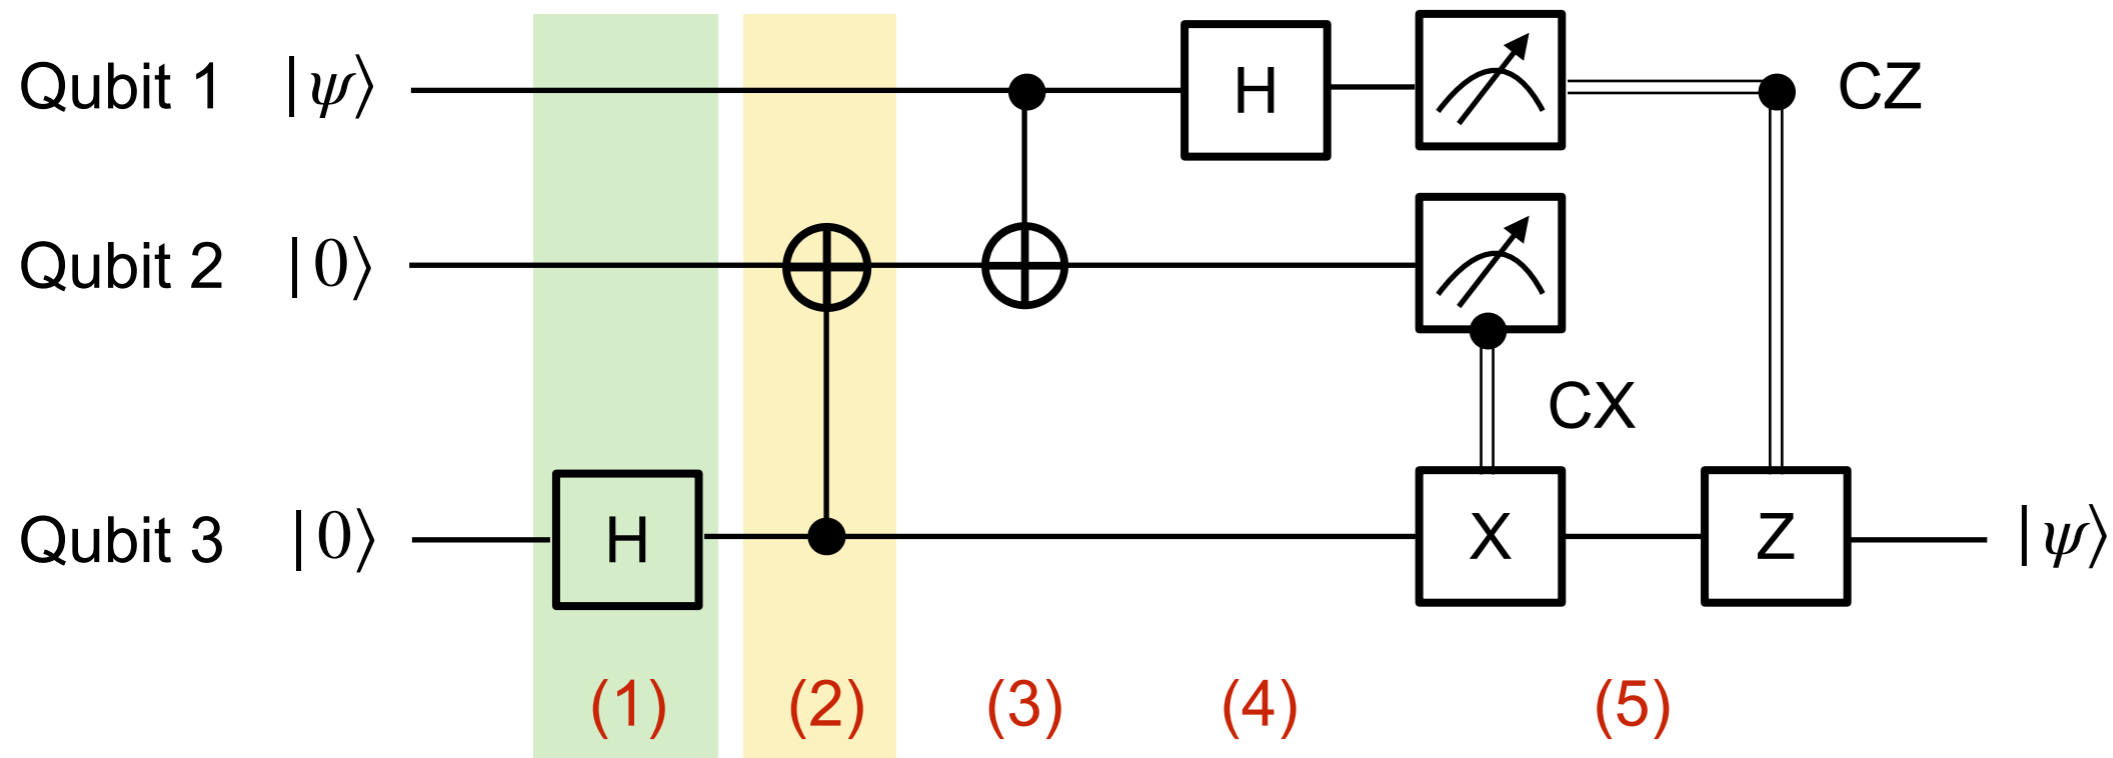 Qubit 1 |ψ⟩ H CZ
Qubit 2 |0⟩
CX
Qubit 3 |0⟩ H X Z |ψ⟩
(1) (2) (3) (4) (5)